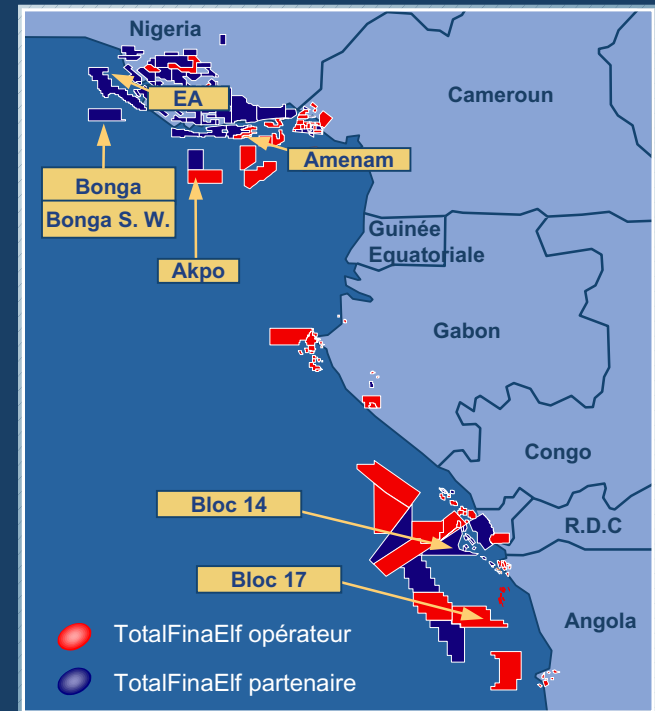 Nigeria
EA
Cameroun
Amenam
Bonga
Bonga S. W.
Guinée
Equatoriale
Akpo
Gabon
Congo
Bloc 14
R.D.C
Bloc 17
Angola
TotalFinaElf opérateur
TotalFinaElf partenaire